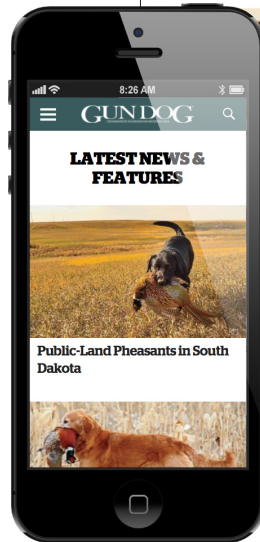 8:26 AM
GUN DOG
LATEST NEWS &
FEATURES
Public-Land Pheasants in South
Dakota